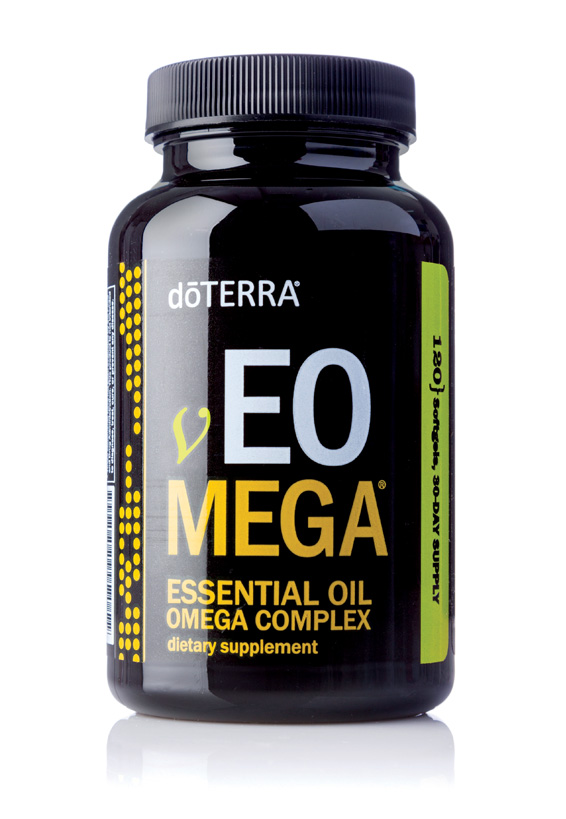 dōTERRA®
vEO
MEGA®
ESSENTIAL OIL
OMEGA COMPLEX
dietary supplement
120} Softgels, 30-DAY SUPPLY